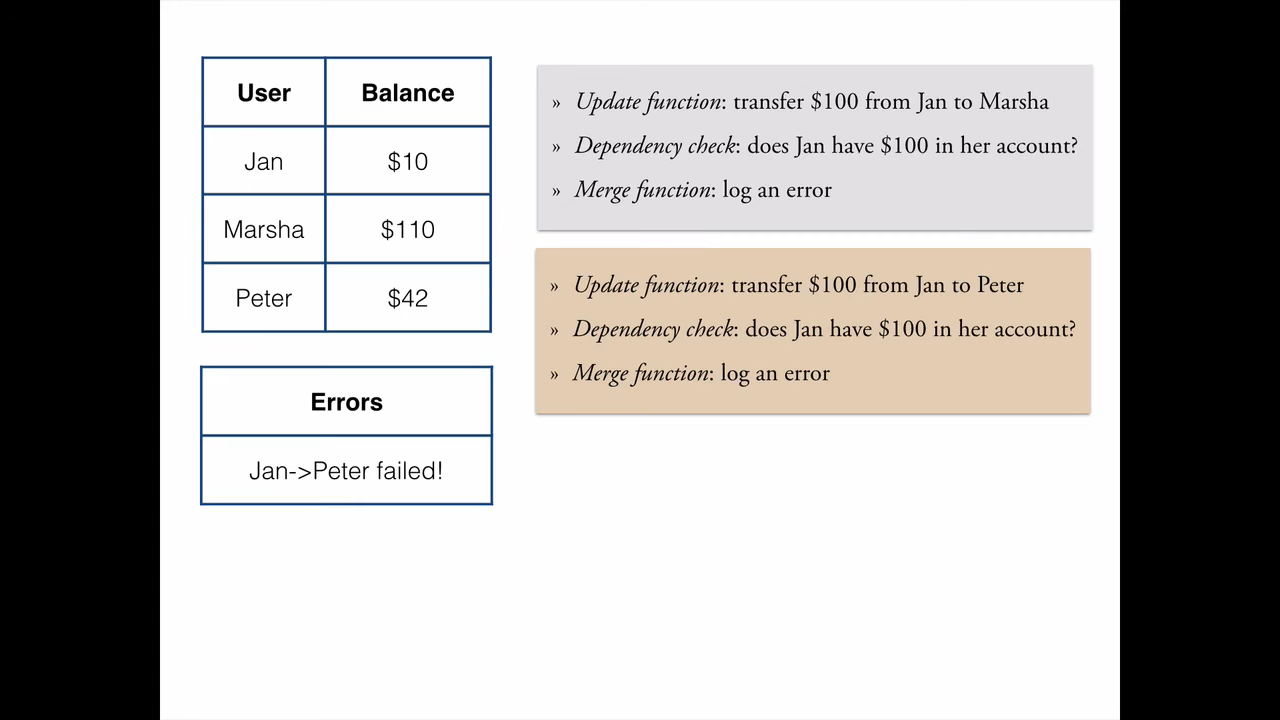 User Balance
Jan $10
Marsha $110
Peter $42
Errors
Jan->Peter failed!
» Update function: transfer $100 from Jan to Marsha
» Dependency check: does Jan have $100 in her account?
» Merge function: log an error
» Update function: transfer $100 from Jan to Peter
» Dependency check: does Jan have $100 in her account?
» Merge function: log an error